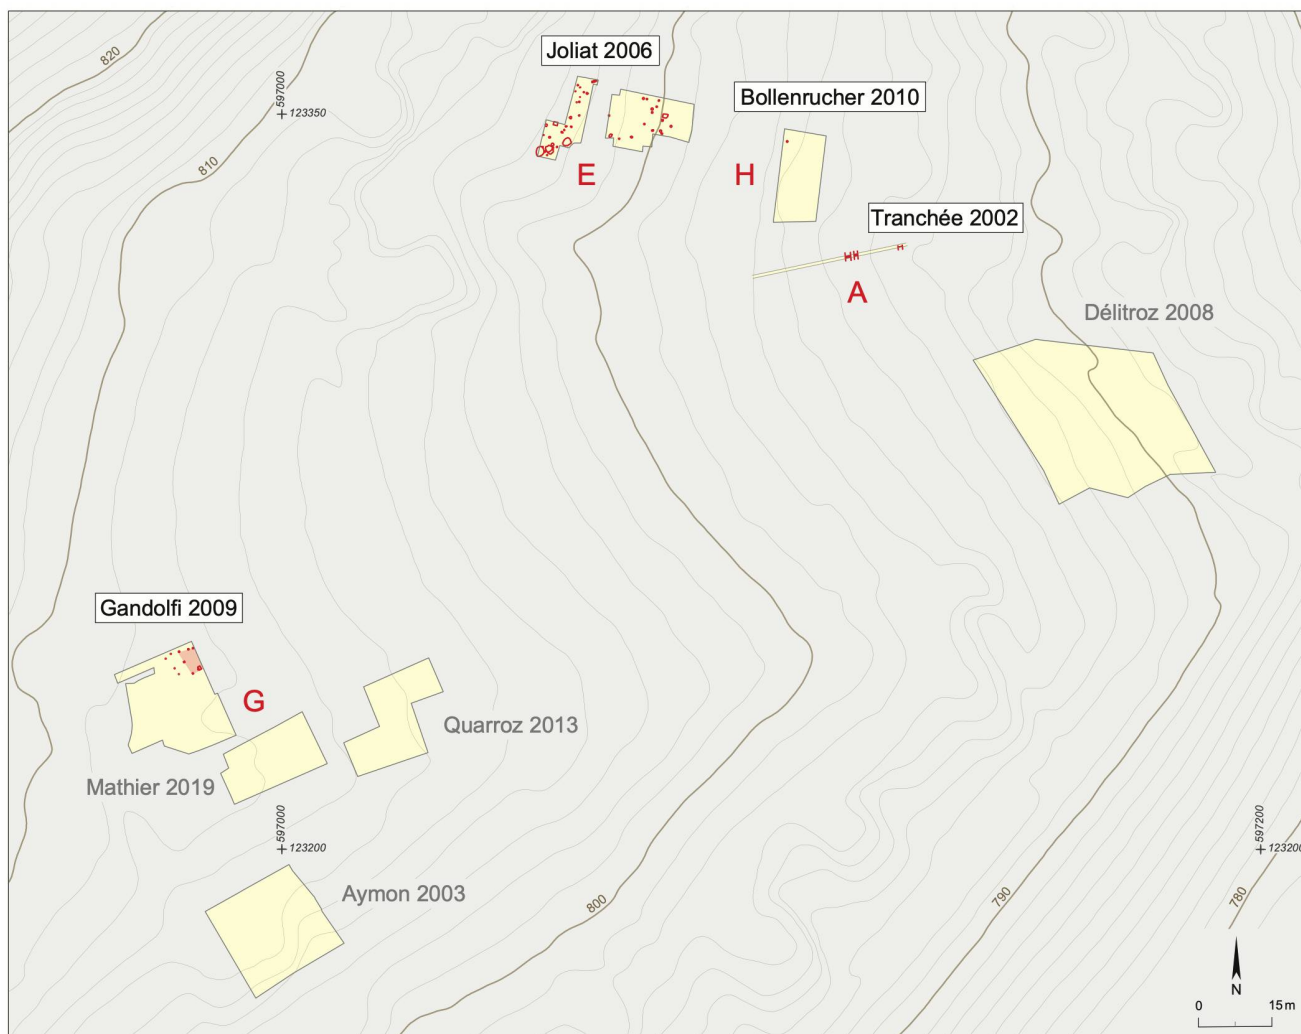 820
597000
123350
Joliat 2006
Bollenrucher 2010
810
E
H
Tranchée 2002
A
Délitroz 2008
Gandolfi 2009
G
Quarroz 2013
Mathier 2019
597000
123200
597200
123200
Aymon 2003
800
790
780
N
0 15 m